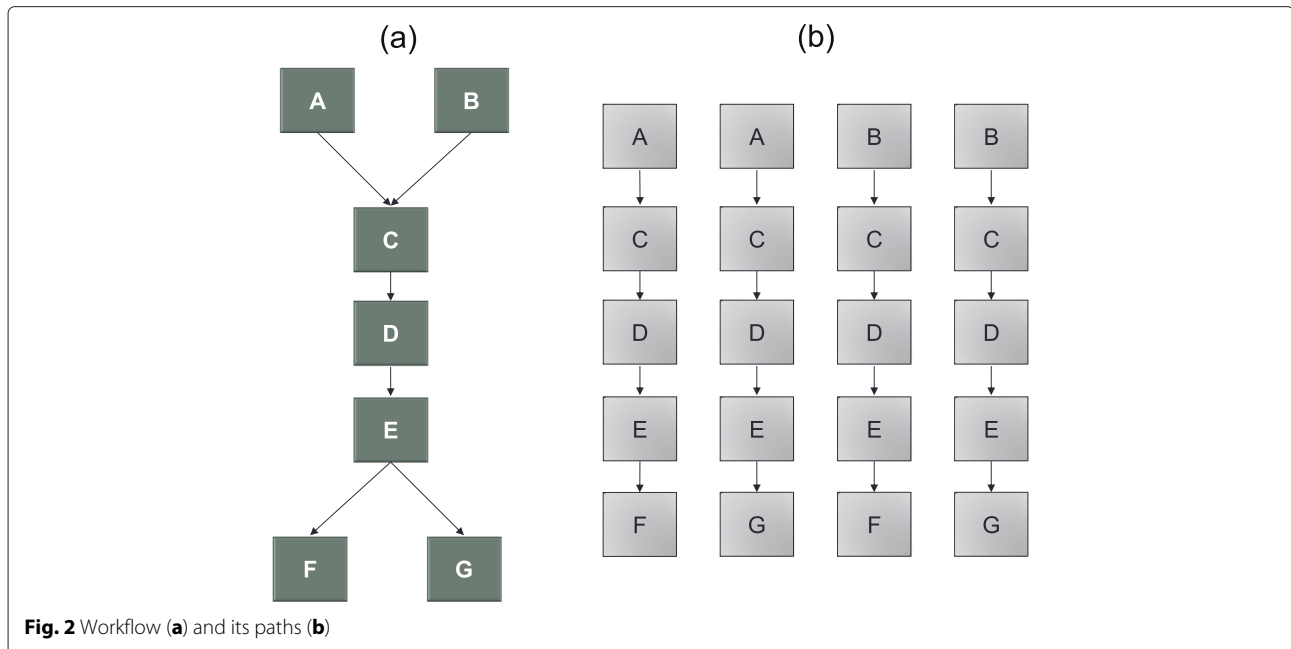 (a)
(b)
A
B
C
D
E
F
G
A A B B
C C C C
D D D D
E E E E
F G F G
Fig. 2 Workflow (a) and its paths (b)